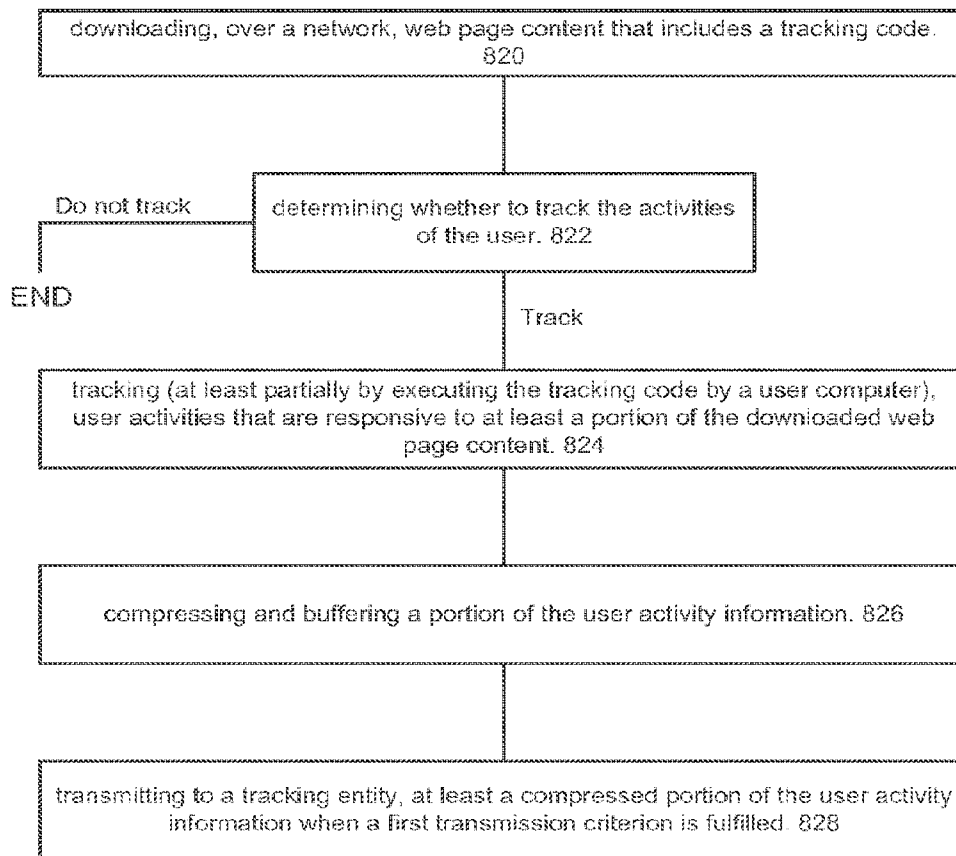 downloading, over a network, web page content that includes a tracking code.
820
Do not track
determining whether to track the activities
of the user. 822
END
Track
tracking (at least partially by executing the tracking code by a user computer),
user activities that are responsive to at least a portion of the downloaded web
page content. 824
compressing and buffering a portion of the user activity information. 826
transmitting to a tracking entity, at least a compressed portion of the user activity
information when a first transmission criterion is fulfilled. 828